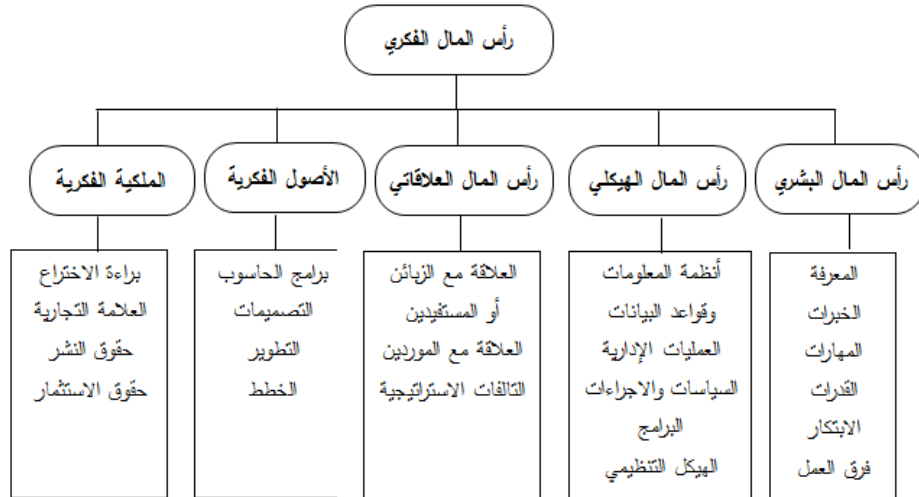 رأس المال الفكري
رأس المال البشري
رأس المال الهيكلي
رأس المال العلاقاتي
الأصول الفكرية
الملكية الفكرية
المعرفة
الخبرات
المهارات
القدرات
الابتكار
فرق العمل
أنظمة المعلومات
وقواعد البيانات
العمليات الإدارية
السياسات والاجراءات
البرامج
الهيكل التنظيمي
العلاقة مع الزبائن
أو المستفيدين
العلاقة مع الموردين
التالفات الاستراتيجية
برامج الحاسوب
التصميمات
التطوير
الخطط
براءة الاختراع
العلامة التجارية
حقوق النشر
حقوق الاستثمار